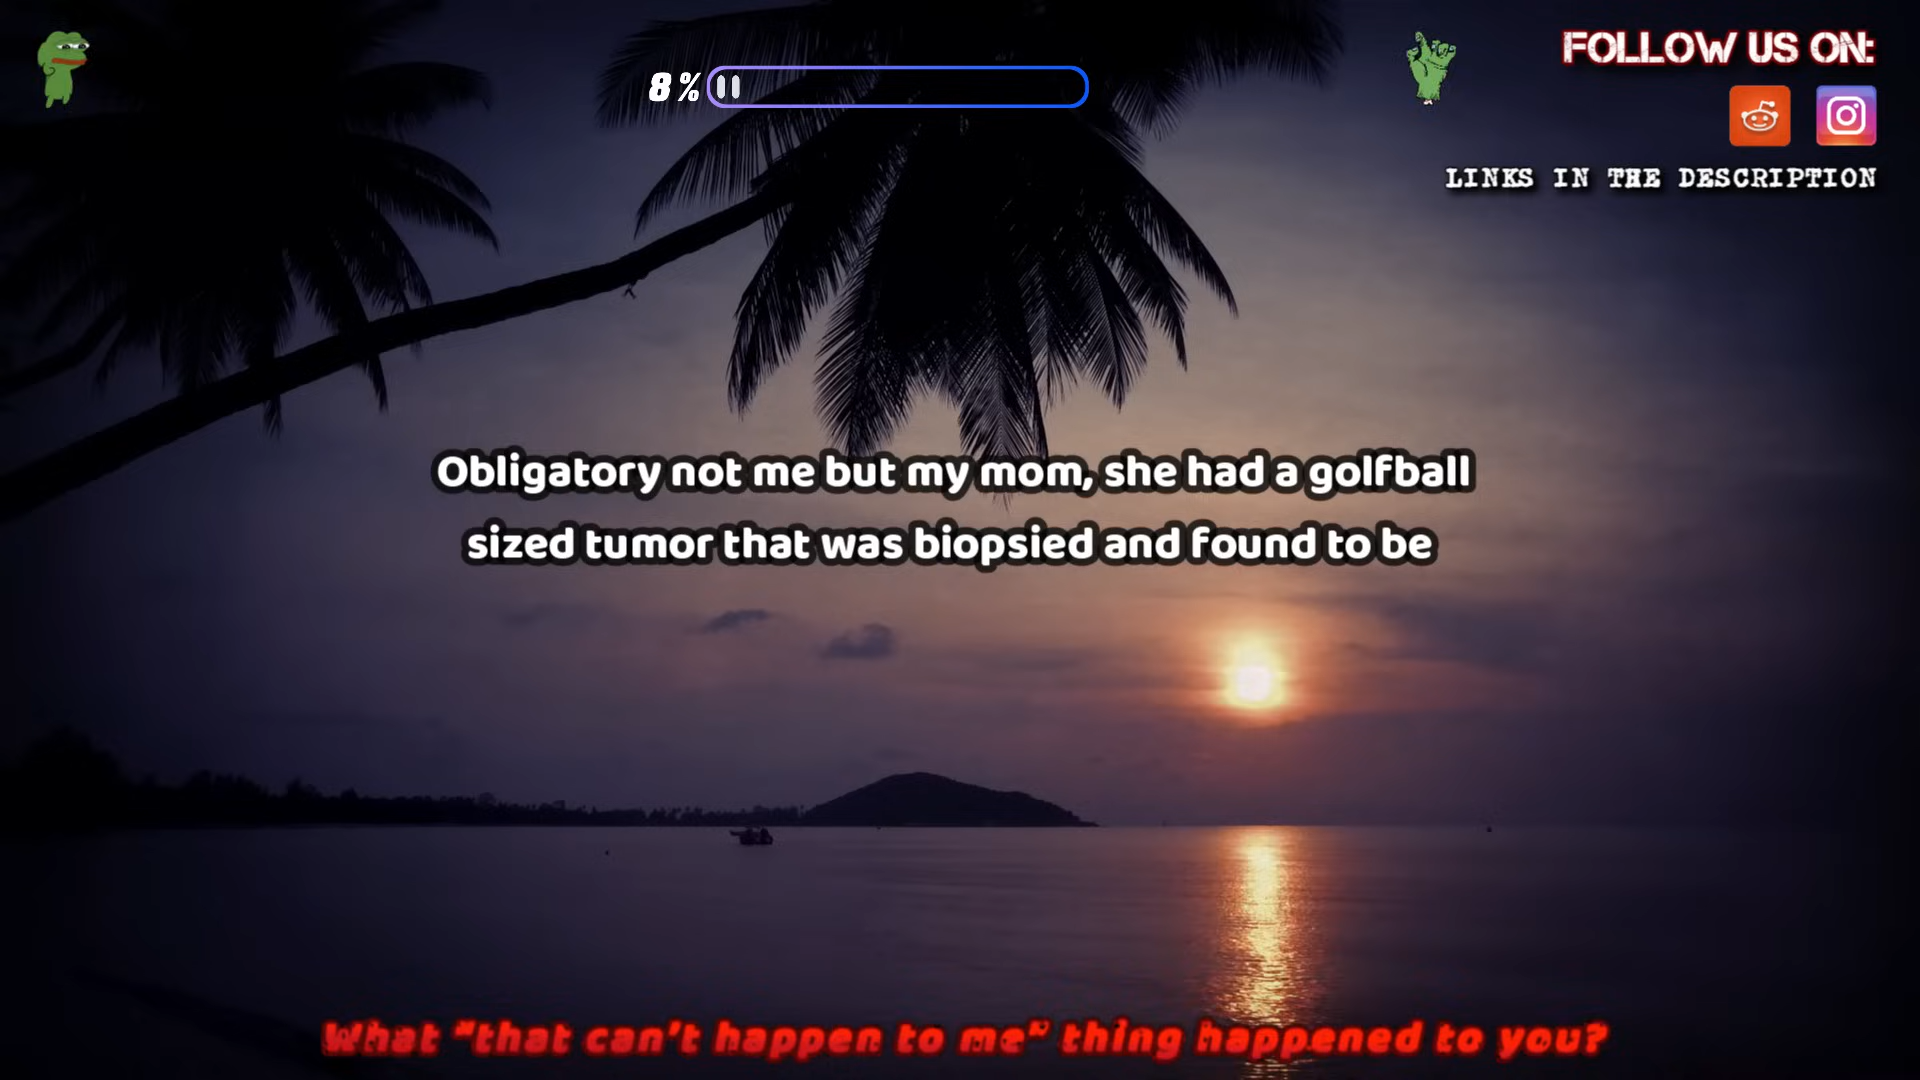 8%
FOLLOW US ON:
LINKS IN THE DESCRIPTION
Obligatory not me but my mom, she had a golfball
sized tumor that was biopsied and found to be
What "that can't happen to me" thing happened to you?